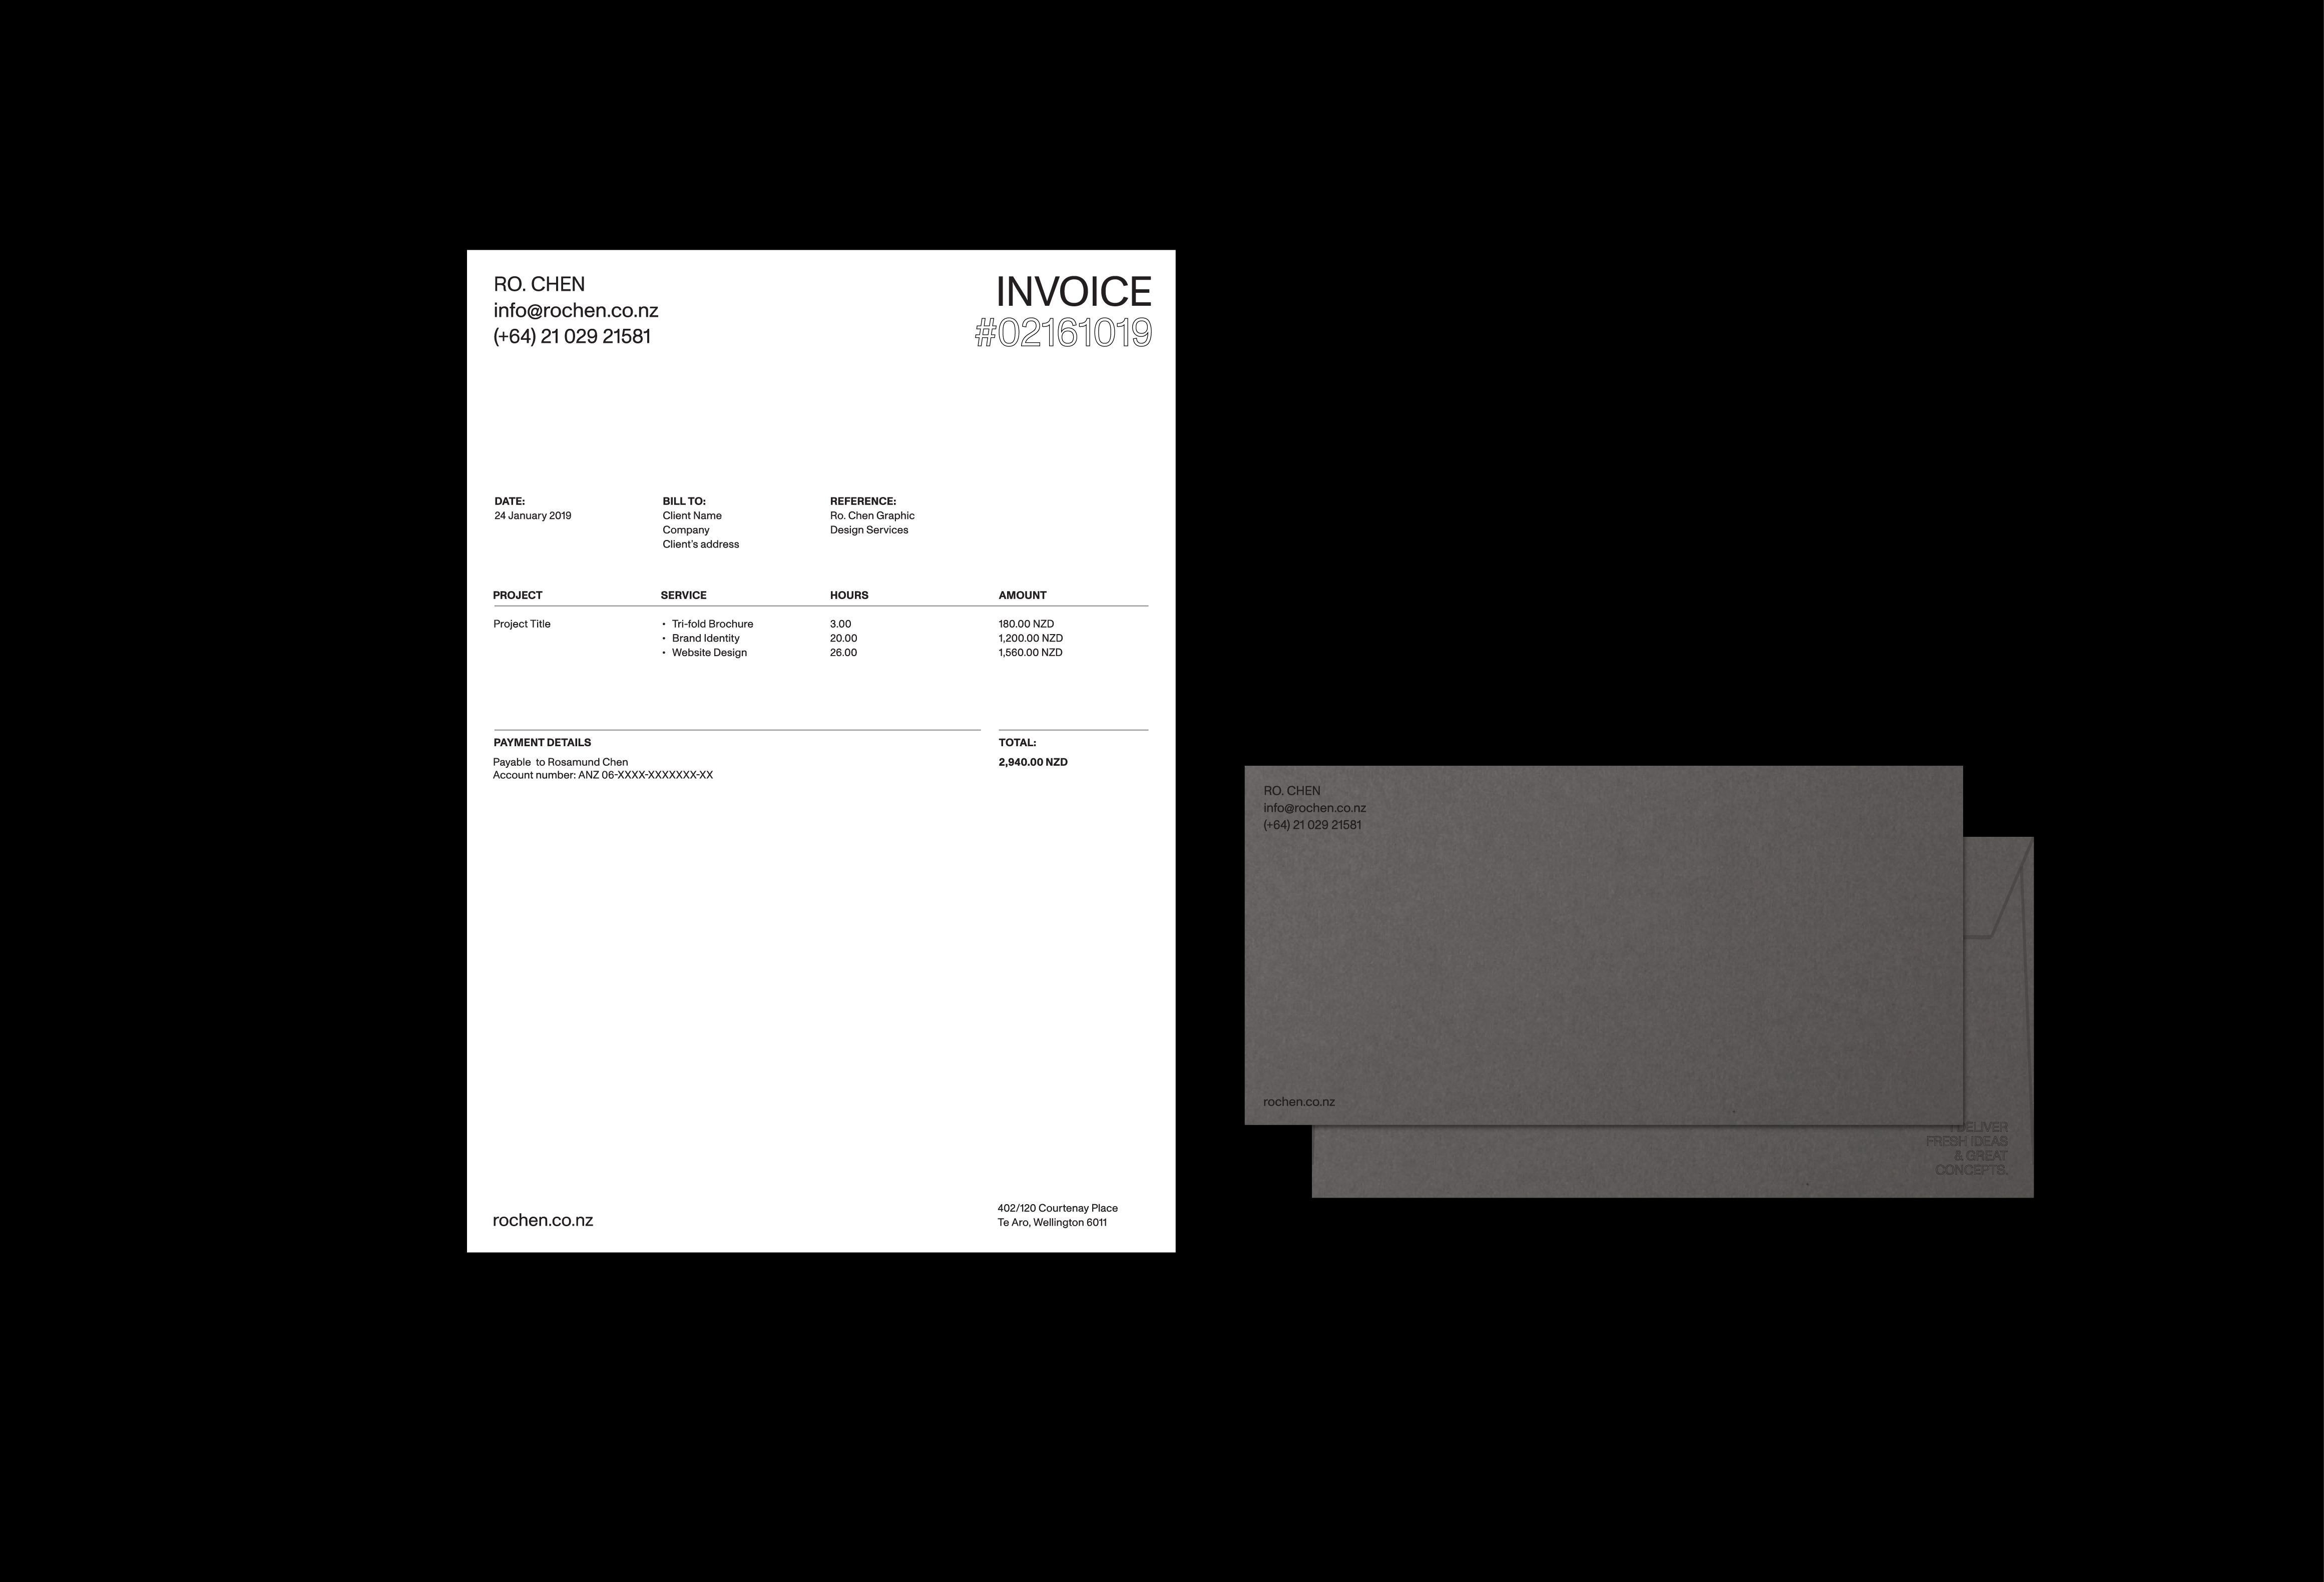 RO. CHEN
info@rochen.co.nz
(+64) 21 029 21581
INVOICE
#02161019
DATE:
24 January 2019
BILL TO:
Client Name
Company
Client's address
REFERENCE:
Ro. Chen Graphic
Design Services
PROJECT SERVICE HOURS AMOUNT
Project Title • Tri-fold Brochure 3.00 180.00 NZD
• Brand Identity 20.00 1,200.00 NZD
• Website Design 26.00 1,560.00 NZD
PAYMENT DETAILS
Payable to Rosamund Chen
Account number: ANZ 06-XXXX-XXXXXXX-XX
TOTAL:
2,940.00 NZD
rochen.co.nz
402/120 Courtenay Place
Te Aro, Wellington 6011
RO. CHEN
info@rochen.co.nz
(+64) 21 029 21581
rochen.co.nz
DELIVER
FRESH IDEAS
& GREAT
CONCEPTS.